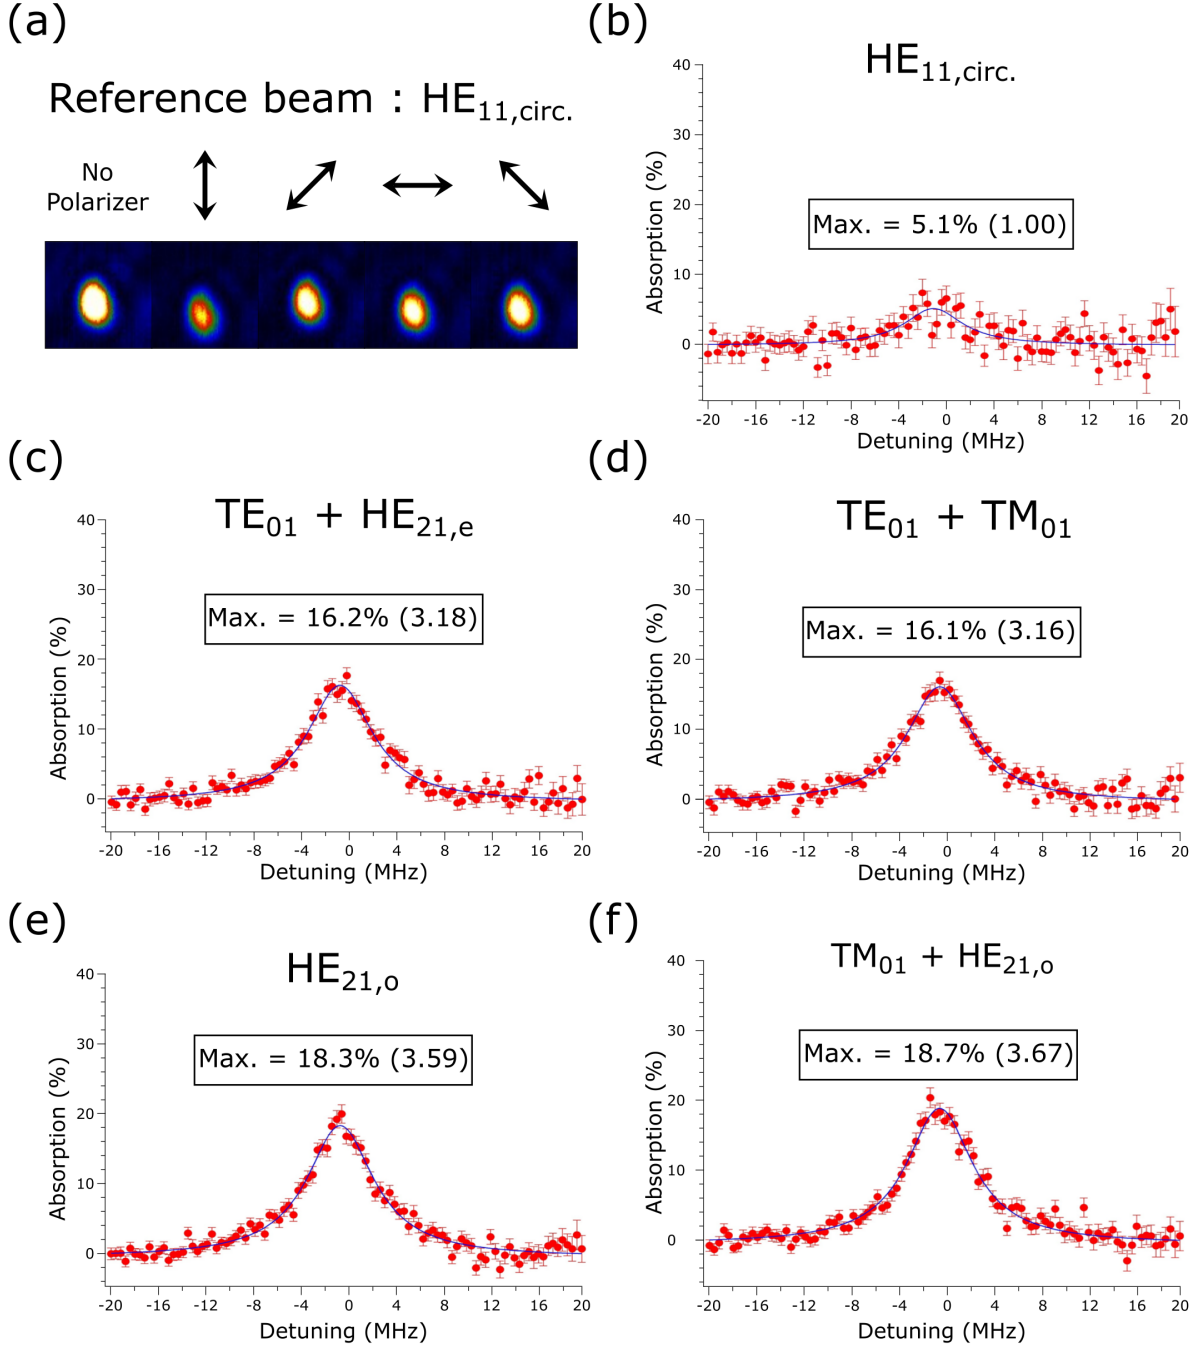 (a)
Reference beam : HE11,circ.
No
Polarizer
(b)
HE11,circ.
Max. = 5.1% (1.00)
Absorption (%)
40
30
20
10
0
-20 -16 -12 -8 -4 0 4 8 12 16 20
Detuning (MHz)
(c)
TE01 + HE21,e
Max. = 16.2% (3.18)
Absorption (%)
40
30
20
10
0
-20 -16 -12 -8 -4 0 4 8 12 16 20
Detuning (MHz)
(d)
TE01 + TM01
Max. = 16.1% (3.16)
Absorption (%)
40
30
20
10
0
-20 -16 -12 -8 -4 0 4 8 12 16 20
Detuning (MHz)
(e)
HE21,o
Max. = 18.3% (3.59)
Absorption (%)
40
30
20
10
0
-20 -16 -12 -8 -4 0 4 8 12 16 20
Detuning (MHz)
(f)
TM01 + HE21,o
Max. = 18.7% (3.67)
Absorption (%)
40
30
20
10
0
-20 -16 -12 -8 -4 0 4 8 12 16 20
Detuning (MHz)